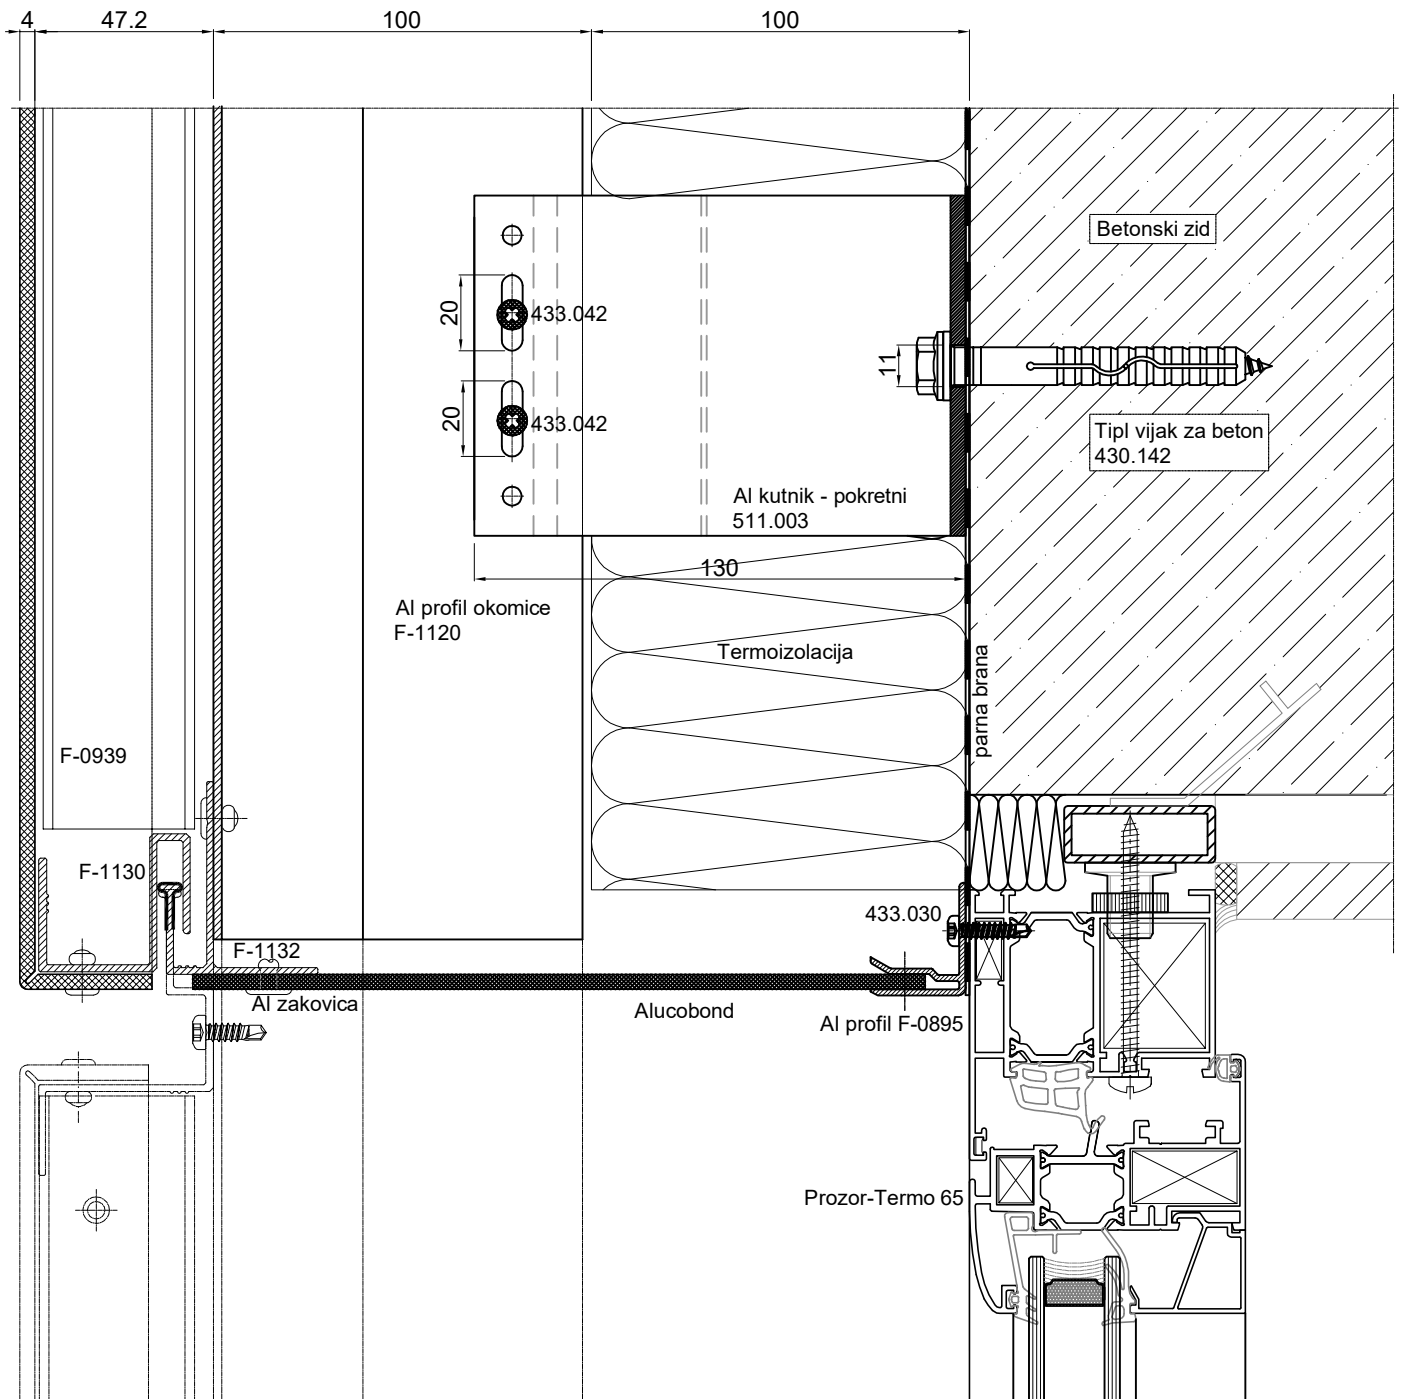 4
47.2
100
100
Betonski zid
20
433.042
11
20
433.042
Tipl vijak za beton
430.142
Al kutnik - pokretni
511.003
130
Al profil okomice
F-1120
Termoizolacija
parna brana
F-0939
F-1130
433.030
F-1132
Al zakovica
Alucobond
Al profil F-0895
Prozor-Termo 65